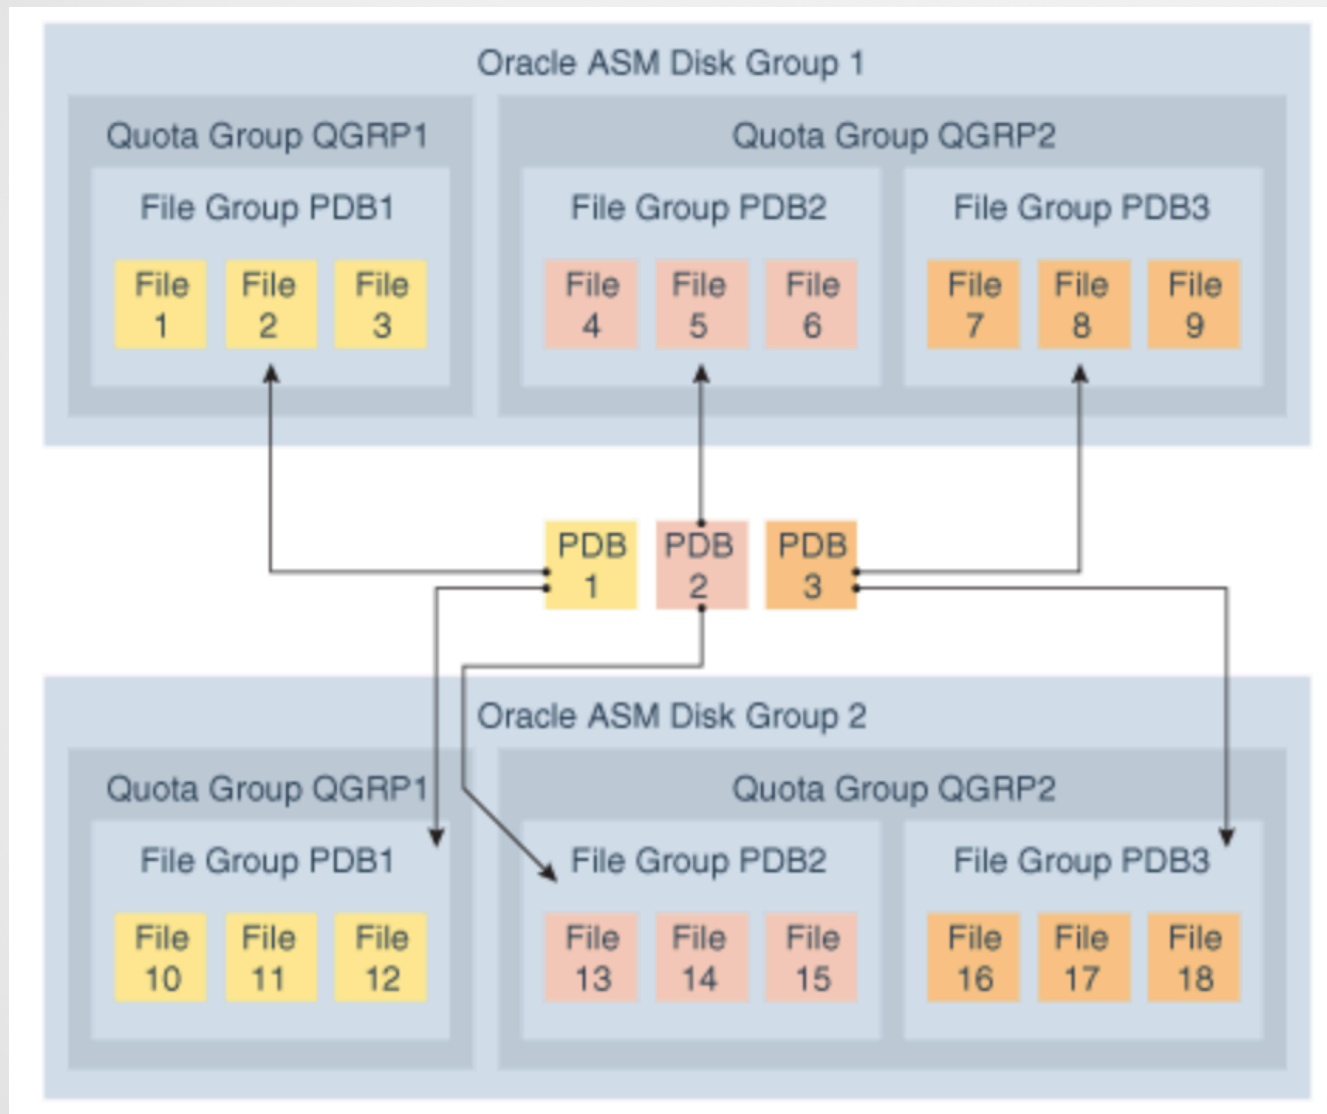 Oracle ASM Disk Group 1
Quota Group QGRP1
Quota Group QGRP2
File Group PDB1
File Group PDB2
File Group PDB3
File 1
File 2
File 3
File 4
File 5
File 6
File 7
File 8
File 9
PDB 1
PDB 2
PDB 3
Oracle ASM Disk Group 2
Quota Group QGRP1
Quota Group QGRP2
File Group PDB1
File Group PDB2
File Group PDB3
File 10
File 11
File 12
File 13
File 14
File 15
File 16
File 17
File 18